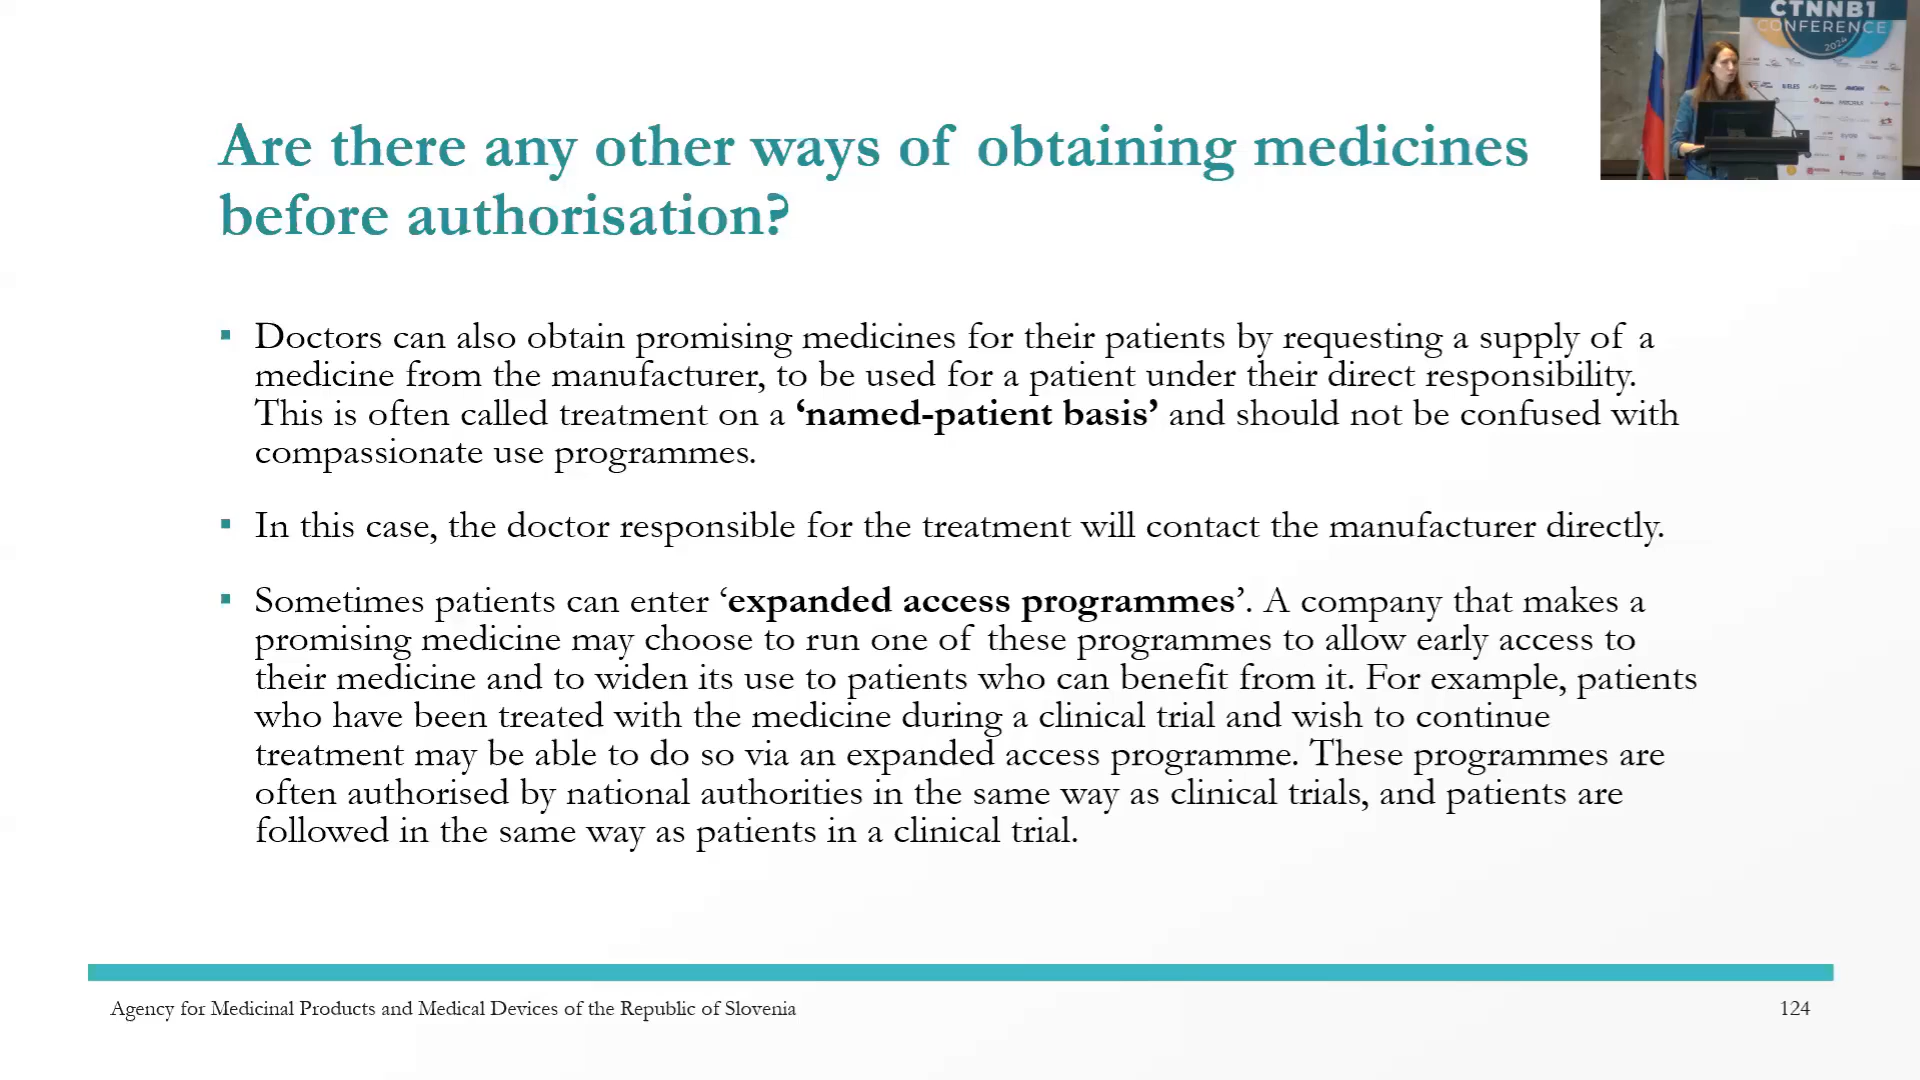 CTNNB1
CONFERENCE
2024
Are there any other ways of obtaining medicines
before authorisation?
▪ Doctors can also obtain promising medicines for their patients by requesting a supply of a
medicine from the manufacturer, to be used for a patient under their direct responsibility.
This is often called treatment on a ‘named-patient basis’ and should not be confused with
compassionate use programmes.
▪ In this case, the doctor responsible for the treatment will contact the manufacturer directly.
▪ Sometimes patients can enter ‘expanded access programmes’. A company that makes a
promising medicine may choose to run one of these programmes to allow early access to
their medicine and to widen its use to patients who can benefit from it. For example, patients
who have been treated with the medicine during a clinical trial and wish to continue
treatment may be able to do so via an expanded access programme. These programmes are
often authorised by national authorities in the same way as clinical trials, and patients are
followed in the same way as patients in a clinical trial.
Agency for Medicinal Products and Medical Devices of the Republic of Slovenia
124